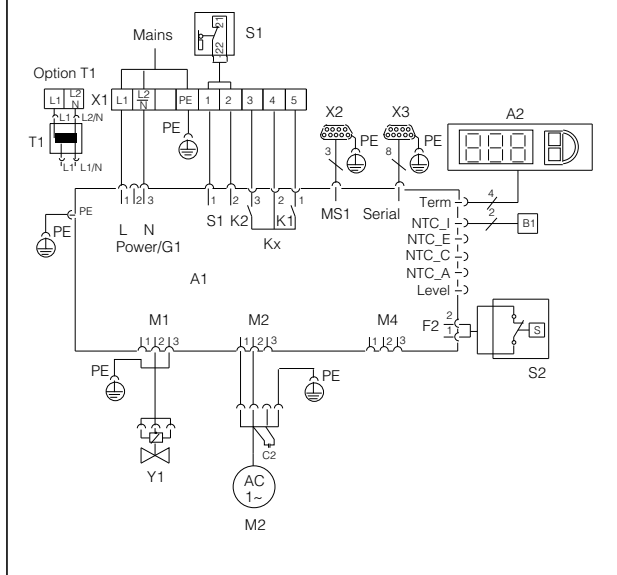 S1
21
22
Mains
Option T1
L1 L2 N
X1 L1 L2 N PE 1 2 3 4 5
L1 L2/N
T1
L1 L1/N
PE
X2 X3 A2
PE PE
3 8
MS1 Serial
1 2 3 1 2 3 2 1
L N S1 K2 K1
Power/G1 Kx
PE
PE
A1
Term 4
NTC_I 2 B1
NTC_E
NTC_C
NTC_A
Level
F2 2 1
S
S2
M1 M2 M4
1 2 3 1 2 3 1 2 3
PE PE
C2
Y1
AC
1~
M2